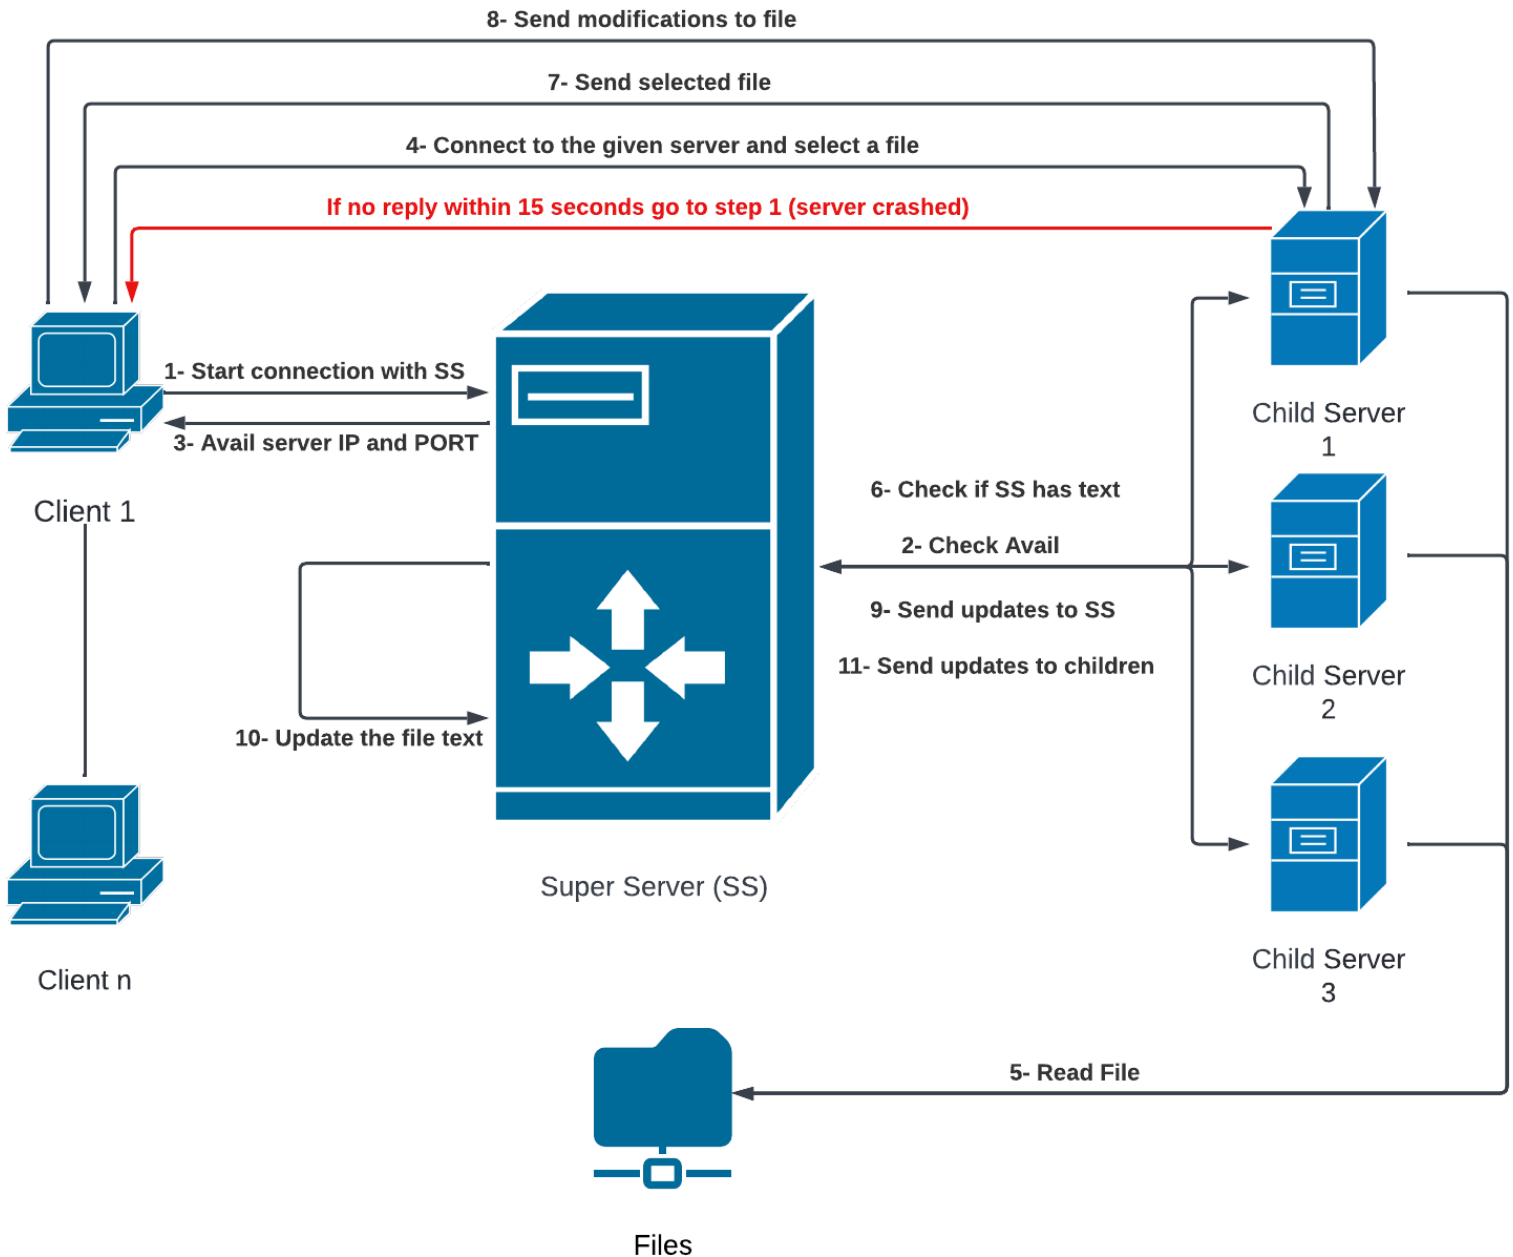 8- Send modifications to file
7- Send selected file
4- Connect to the given server and select a file
If no reply within 15 seconds go to step 1 (server crashed)
1- Start connection with SS
3- Avail server IP and PORT
Client 1
Child Server
1
6- Check if SS has text
2- Check Avail
9- Send updates to SS
11- Send updates to children
Child Server
2
10- Update the file text
Super Server (SS)
Client n
Child Server
3
5- Read File
Files